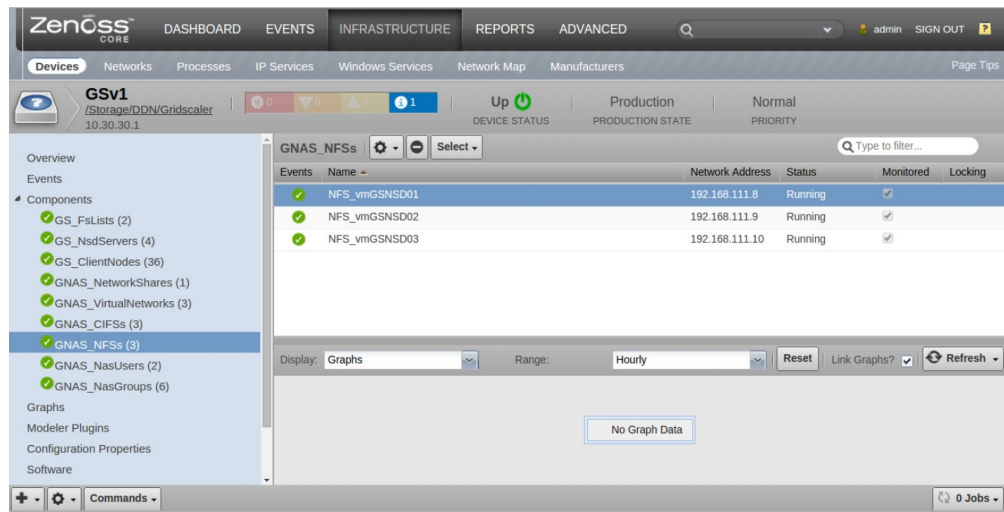 Zenoss CORE DASHBOARD EVENTS INFRASTRUCTURE REPORTS ADVANCED admin SIGN OUT ?
Devices Networks Processes IP Services Windows Services Network Map Manufacturers Page Tips
GSv1
/Storage/DDN/Gridscaler
10.30.30.1
0 0 0 1
Up
DEVICE STATUS
Production
PRODUCTION STATE
Normal
PRIORITY
Overview
Events
Components
GS_FsLists (2)
GS_NsdServers (4)
GS_ClientNodes (36)
GNAS_NetworkShares (1)
GNAS_VirtualNetworks (3)
GNAS_CIFSs (3)
GNAS_NFSs (3)
GNAS_NasUsers (2)
GNAS_NasGroups (6)
Graphs
Modeler Plugins
Configuration Properties
Software
GNAS_NFSs Select Type to filter...
Events Name Network Address Status Monitored Locking
NFS_vmGSNSD01 192.168.111.8 Running
NFS_vmGSNSD02 192.168.111.9 Running
NFS_vmGSNSD03 192.168.111.10 Running
Display: Graphs Range: Hourly Reset Link Graphs? Refresh
No Graph Data
Commands 0 Jobs